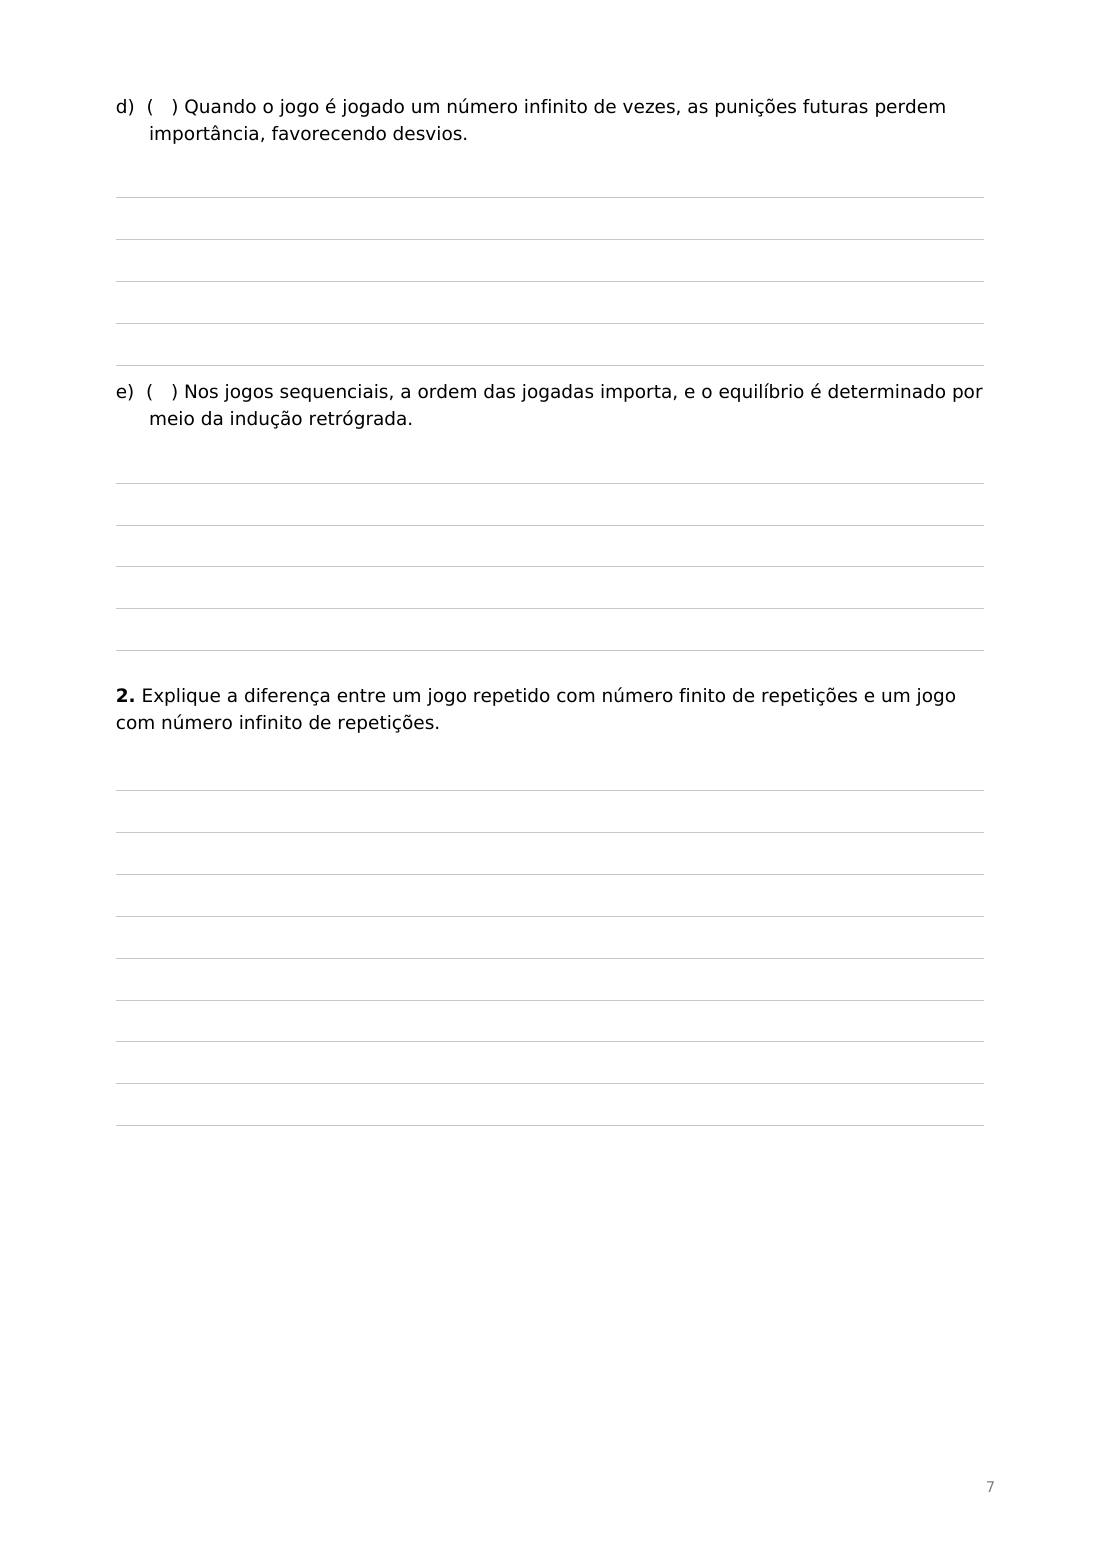 d) (   ) Quando o jogo é jogado um número infinito de vezes, as punições futuras perdem
importância, favorecendo desvios.
e) (   ) Nos jogos sequenciais, a ordem das jogadas importa, e o equilíbrio é determinado por
meio da indução retrógrada.
2. Explique a diferença entre um jogo repetido com número finito de repetições e um jogo
com número infinito de repetições.
7